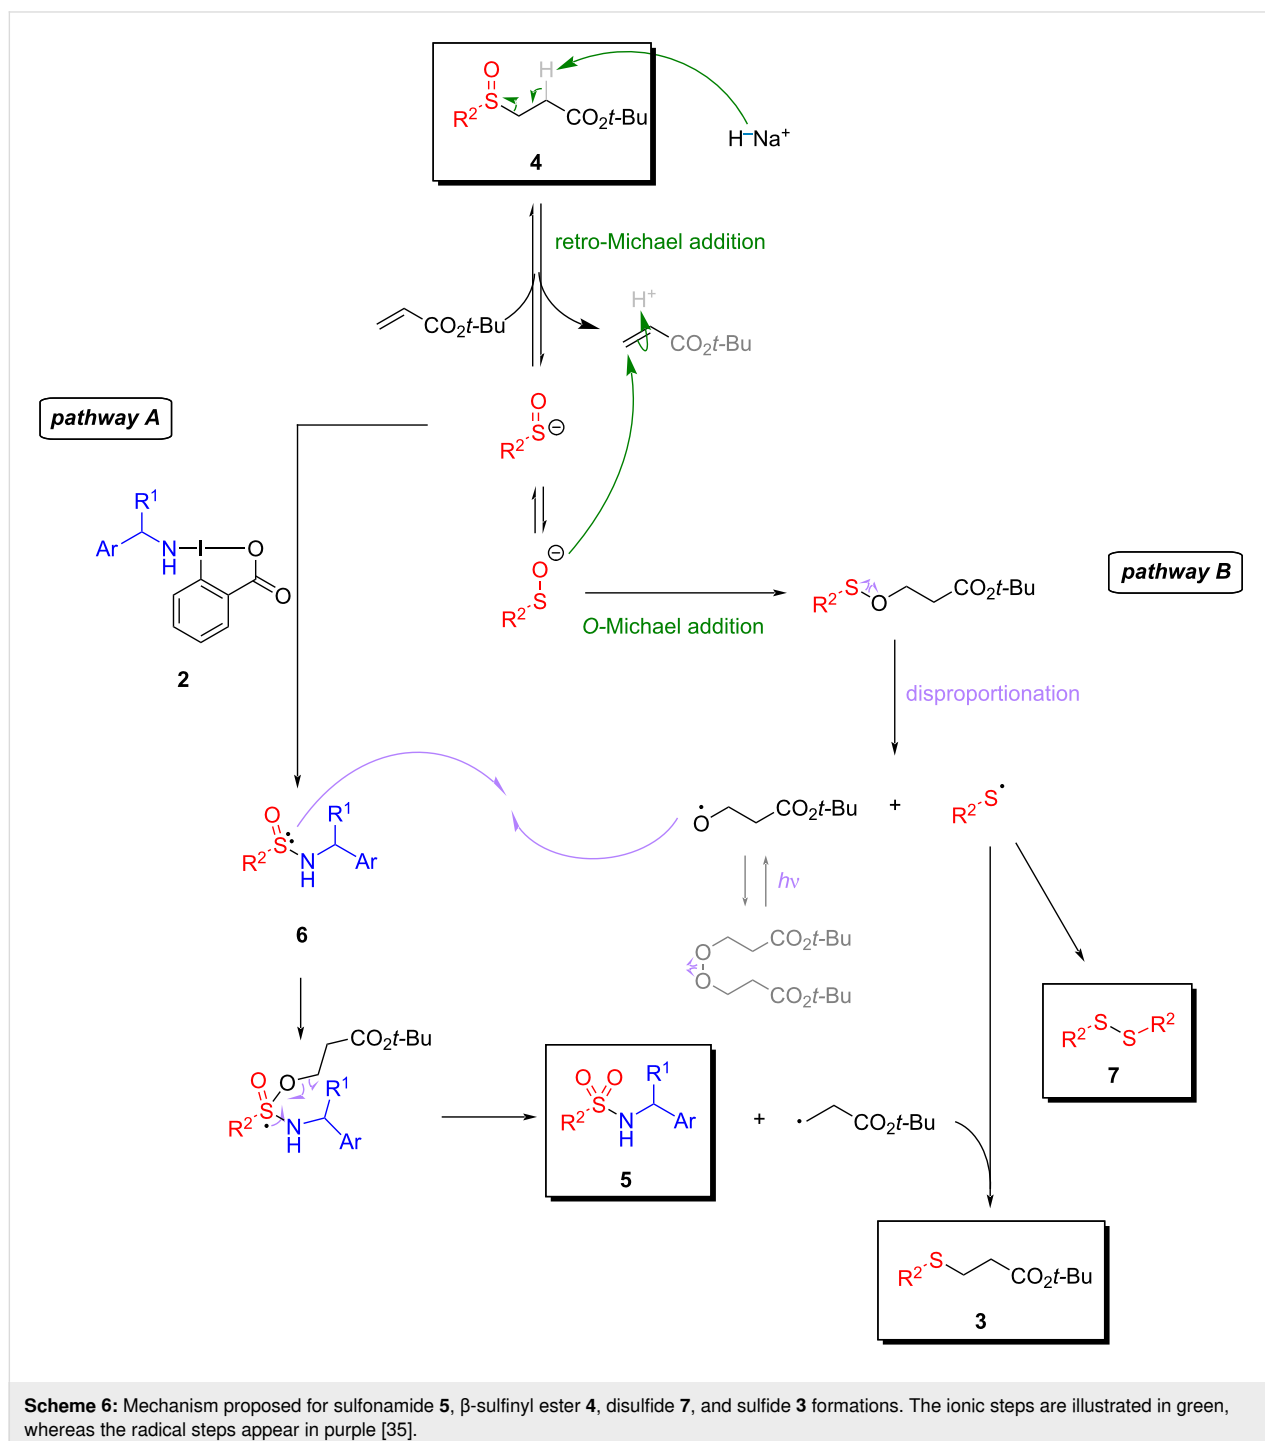 O
H
S
R2
CO2t-Bu
H–Na+
4
retro-Michael addition
H+
CO2t-Bu
CO2t-Bu
O
pathway A
S
R2
R1
Ar
N
H
I
O
O
2
O
S
R2
pathway B
S
R2
O
CO2t-Bu
O-Michael addition
disproportionation
O
R1
S
R2
N
H
Ar
6
O
CO2t-Bu
+
R2
S
hν
O
CO2t-Bu
O
CO2t-Bu
R2
S
S
R2
7
CO2t-Bu
O
O
R1
R2
S
N
H
Ar
O
O
R1
R2
S
N
H
Ar
5
+
CO2t-Bu
R2
S
CO2t-Bu
3
Scheme 6: Mechanism proposed for sulfonamide 5, β-sulfinyl ester 4, disulfide 7, and sulfide 3 formations. The ionic steps are illustrated in green,
whereas the radical steps appear in purple [35].